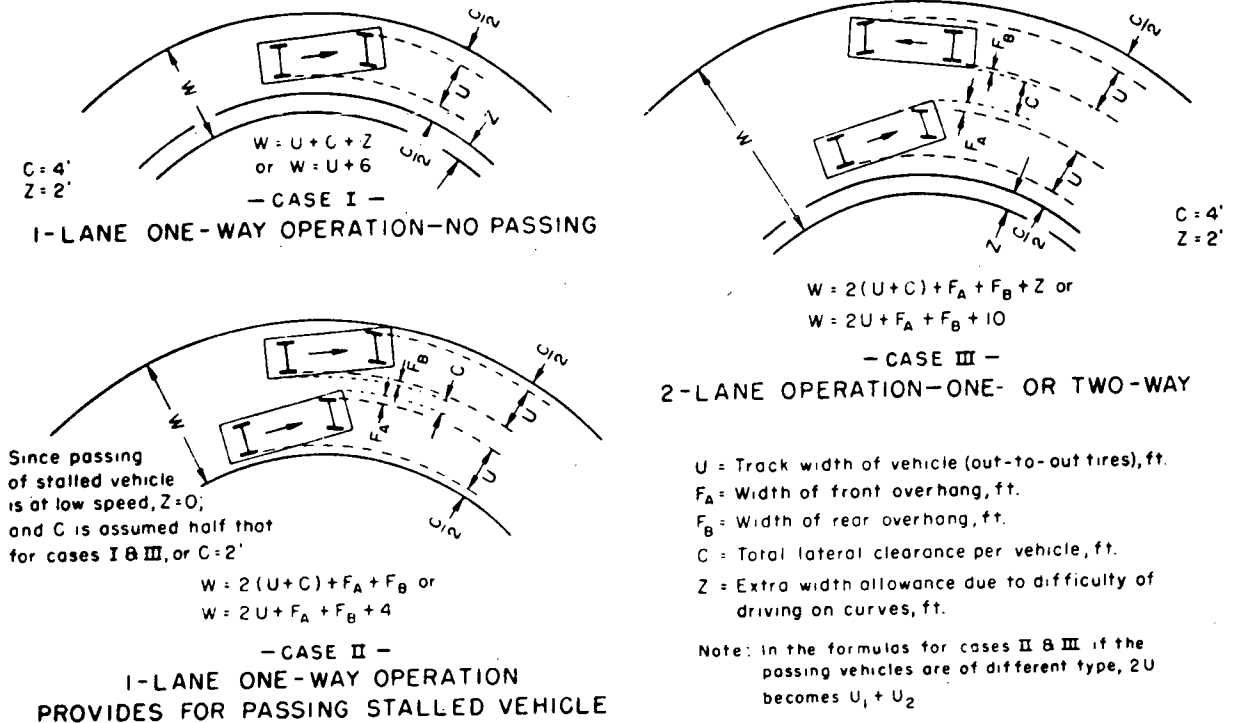 C/2
U
Z
W
C/2
C = 4'
Z = 2'
W = U + C + Z
or W = U + 6
— CASE I —
1-LANE ONE-WAY OPERATION—NO PASSING
C/2
F_B
U
C
W
F_A
U
Z
C/2
C = 4'
Z = 2'
W = 2(U+C) + F_A + F_B + Z or
W = 2U + F_A + F_B + 10
— CASE III —
2-LANE OPERATION—ONE- OR TWO-WAY
C/2
F_B
C
U
W
F_A
U
C/2
Since passing
of stalled vehicle
is at low speed, Z=0;
and C is assumed half that
for cases I & III, or C=2'
W = 2(U+C) + F_A + F_B or
W = 2U + F_A + F_B + 4
— CASE II —
1-LANE ONE-WAY OPERATION
PROVIDES FOR PASSING STALLED VEHICLE
U = Track width of vehicle (out-to-out tires), ft.
F_A = Width of front overhang, ft.
F_B = Width of rear overhang, ft.
C = Total lateral clearance per vehicle, ft.
Z = Extra width allowance due to difficulty of
driving on curves, ft.
Note: in the formulas for cases II & III if the
passing vehicles are of different type, 2U
becomes U₁ + U₂